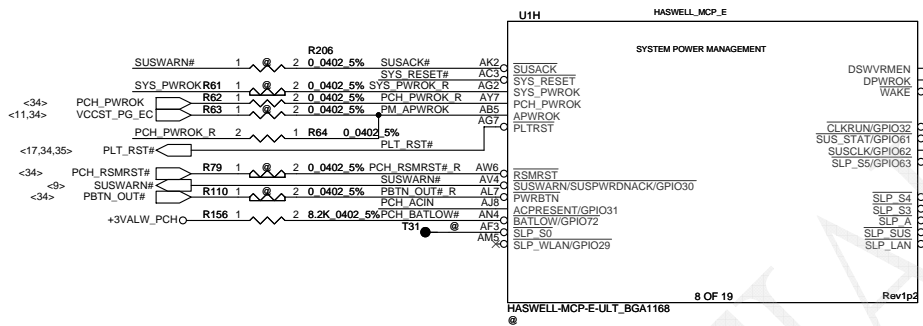 U1H HASWELL_MCP_E
SYSTEM POWER MANAGEMENT
R206
SUSWARN# 1 @ 2 0_0402_5% SUSACK# AK2 SUSACK DSWVRMEN
SYS_RESET# AC3 SYS_RESET DPWROK
SYS_PWROK R61 1 @ 2 0_0402_5% SYS_PWROK_R AG2 SYS_PWROK WAKE
<34> PCH_PWROK R62 1 2 0_0402_5% PCH_PWROK_R AY7 PCH_PWROK
<11,34> VCCST_PG_EC R63 1 @ 2 0_0402_5% PM_APWROK AB5 APWROK
AG7 PLTRST
PCH_PWROK_R 2 1 R64 0_0402_5% CLKRUN/GPIO32
SUS_STAT/GPIO61
<17,34,35> PLT_RST# PLT_RST# SUSCLK/GPIO62
SLP_S5/GPIO63
<34> PCH_RSMRST# R79 1 @ 2 0_0402_5% PCH_RSMRST#_R AW6 RSMRST
<9> SUSWARN# SUSWARN# AV4 SUSWARN/SUSPWRDNACK/GPIO30
<34> PBTN_OUT# R110 1 @ 2 0_0402_5% PBTN_OUT#_R AL7 PWRBTN SLP_S4
PCH_ACIN AJ8 ACPRESENT/GPIO31 SLP_S3
+3VALW_PCH R156 1 2 8.2K_0402_5% PCH_BATLOW# AN4 BATLOW/GPIO72 SLP_A
T31 @ AF3 SLP_S0 SLP_SUS
AM5 SLP_WLAN/GPIO29 SLP_LAN
8 OF 19 Rev1p2
HASWELL-MCP-E-ULT_BGA1168
@